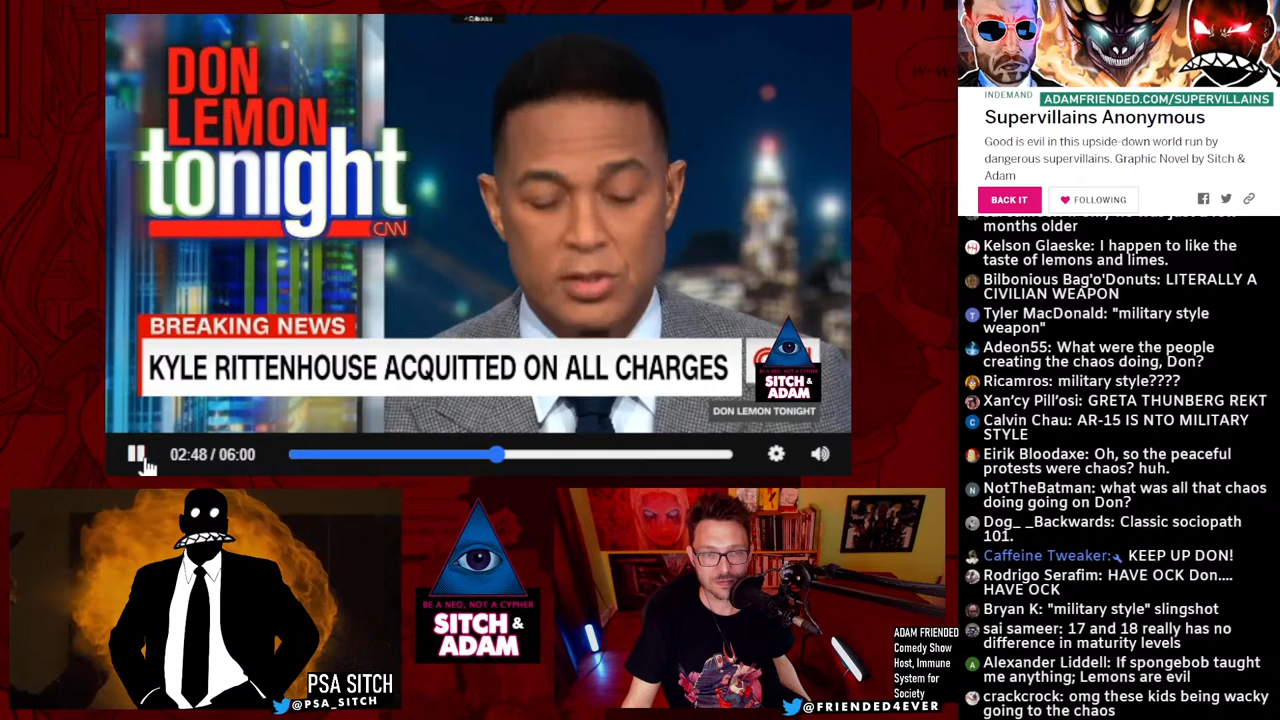 DON
LEMON
tonight
CNN
BREAKING NEWS
KYLE RITTENHOUSE ACQUITTED ON ALL CHARGES
BE A NEO, NOT A CYPHER
SITCH &
ADAM
DON LEMON TONIGHT
02:48 / 06:00
PSA SITCH
@PSA_SITCH
BE A NEO, NOT A CYPHER
SITCH &
ADAM
ADAM FRIENDED
Comedy Show
Host, Immune
System for
Society
@FRIENDED4EVER
INDEMAND
ADAMFRIENDED.COM/SUPERVILLAINS
Supervillains Anonymous
Good is evil in this upside-down world run by
dangerous supervillains. Graphic Novel by Sitch &
Adam
BACK IT
FOLLOWING
months older
Kelson Glaeske: I happen to like the
taste of lemons and limes.
Bilbonious Bag'o'Donuts: LITERALLY A
CIVILIAN WEAPON
Tyler MacDonald: "military style
weapon"
Adeon55: What were the people
creating the chaos doing, Don?
Ricamros: military style????
Xan'cy Pill'osi: GRETA THUNBERG REKT
Calvin Chau: AR-15 IS NTO MILITARY
STYLE
Eirik Bloodaxe: Oh, so the peaceful
protests were chaos? huh.
NotTheBatman: what was all that chaos
doing going on Don?
Dog_ _Backwards: Classic sociopath
101.
Caffeine Tweaker: KEEP UP DON!
Rodrigo Serafim: HAVE OCK Don....
HAVE OCK
Bryan K: "military style" slingshot
sai sameer: 17 and 18 really has no
difference in maturity levels
Alexander Liddell: If spongebob taught
me anything; Lemons are evil
crackcrock: omg these kids being wacky
going to the chaos